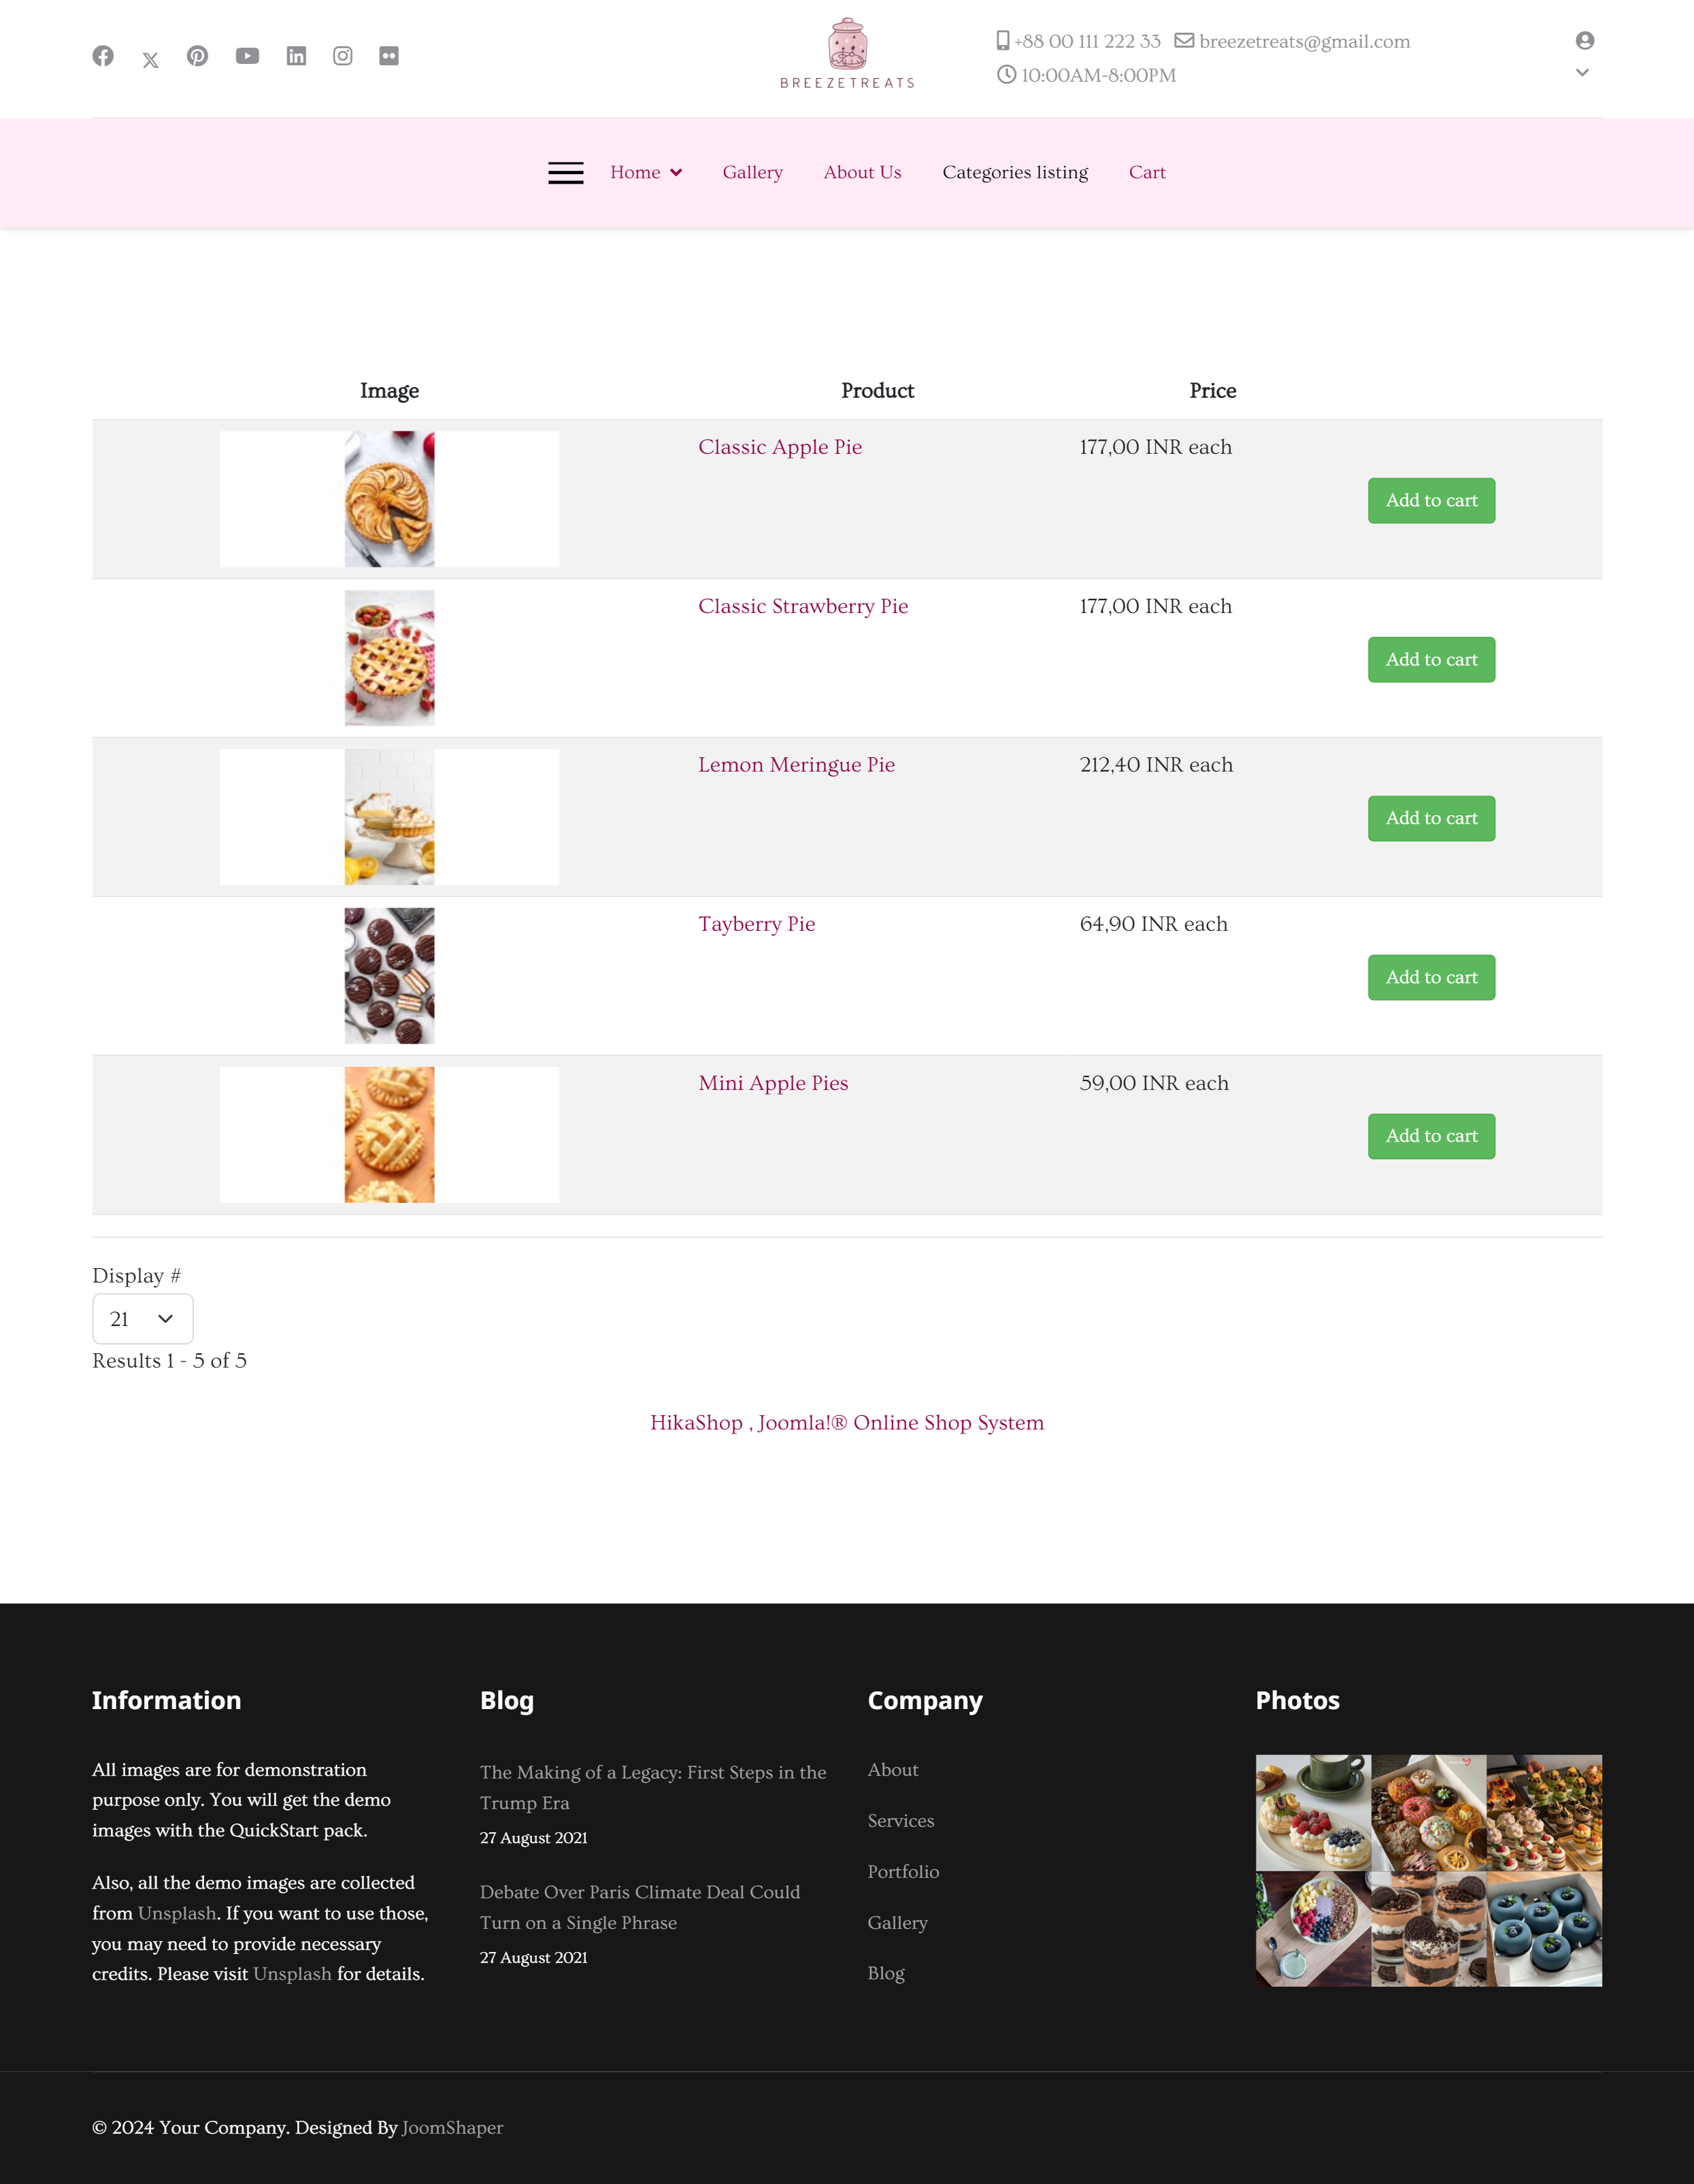 BREEZETREATS
+88 00 111 222 33 breezetreats@gmail.com
10:00AM-8:00PM
Home Gallery About Us Categories listing Cart
Image Product Price
Classic Apple Pie 177,00 INR each
Add to cart
Classic Strawberry Pie 177,00 INR each
Add to cart
Lemon Meringue Pie 212,40 INR each
Add to cart
Tayberry Pie 64,90 INR each
Add to cart
Mini Apple Pies 59,00 INR each
Add to cart
Display #
21
Results 1 - 5 of 5
HikaShop , Joomla!® Online Shop System
Information
All images are for demonstration
purpose only. You will get the demo
images with the QuickStart pack.
Also, all the demo images are collected
from Unsplash. If you want to use those,
you may need to provide necessary
credits. Please visit Unsplash for details.
Blog
The Making of a Legacy: First Steps in the
Trump Era
27 August 2021
Debate Over Paris Climate Deal Could
Turn on a Single Phrase
27 August 2021
Company
About
Services
Portfolio
Gallery
Blog
Photos
© 2024 Your Company. Designed By JoomShaper